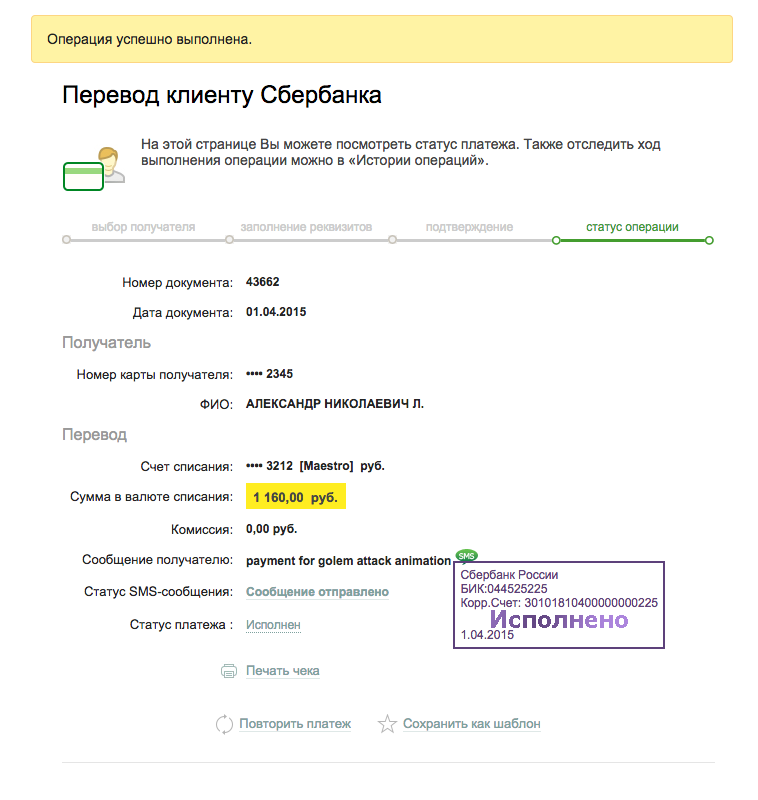 Операция успешно выполнена.
Перевод клиенту Сбербанка
На этой странице Вы можете посмотреть статус платежа. Также отследить ход
выполнения операции можно в «Истории операций».
выбор получателя заполнение реквизитов подтверждение статус операции
Номер документа: 43662
Дата документа: 01.04.2015
Получатель
Номер карты получателя: •••• 2345
ФИО: АЛЕКСАНДР НИКОЛАЕВИЧ Л.
Перевод
Счет списания: •••• 3212 [Maestro] руб.
Сумма в валюте списания: 1 160,00 руб.
Комиссия: 0,00 руб.
Сообщение получателю: payment for golem attack animation SMS
Статус SMS-сообщения: Сообщение отправлено
Статус платежа : Исполнен
Сбербанк России
БИК:044525225
Корр.Счет: 30101810400000000225
Исполнено
1.04.2015
Печать чека
Повторить платеж Сохранить как шаблон